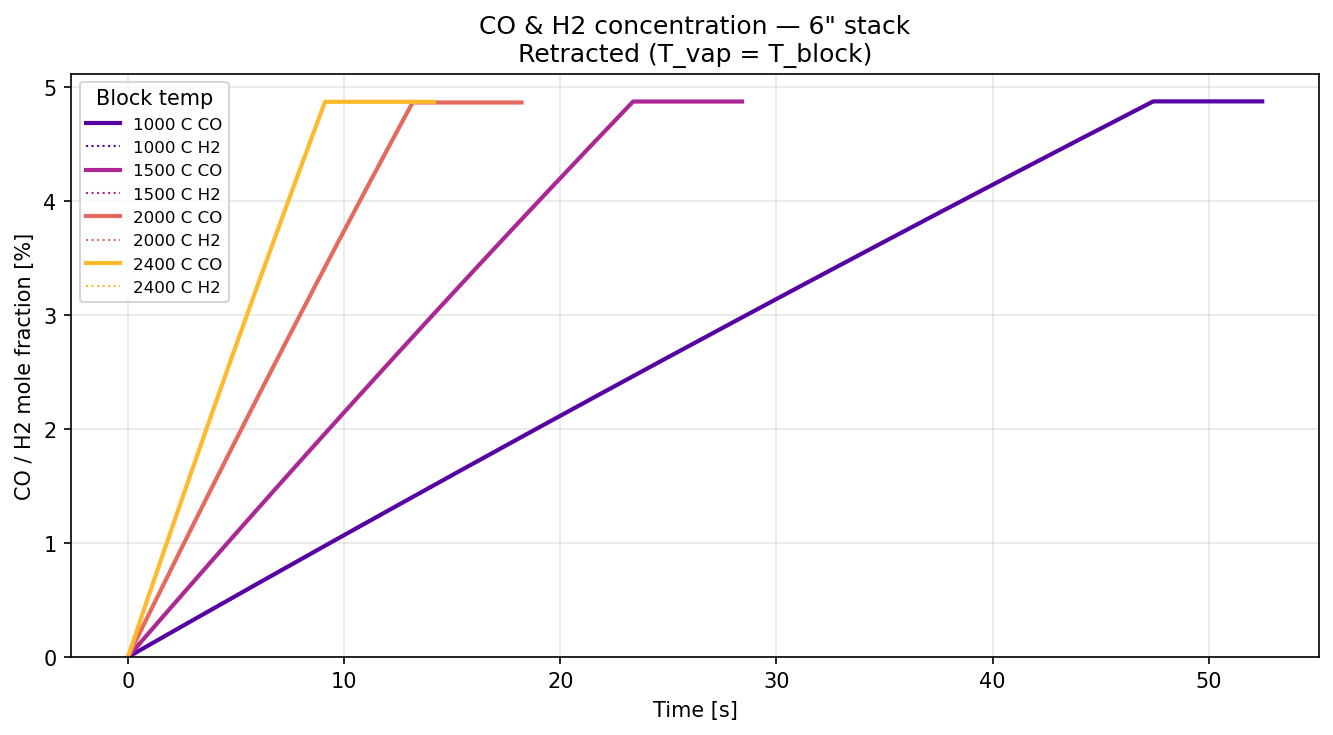 CO & H2 concentration — 6" stack
Retracted (T_vap = T_block)
CO / H2 mole fraction [%]
5
4
3
2
1
0
Block temp
1000 C CO
1000 C H2
1500 C CO
1500 C H2
2000 C CO
2000 C H2
2400 C CO
2400 C H2
0 10 20 30 40 50
Time [s]